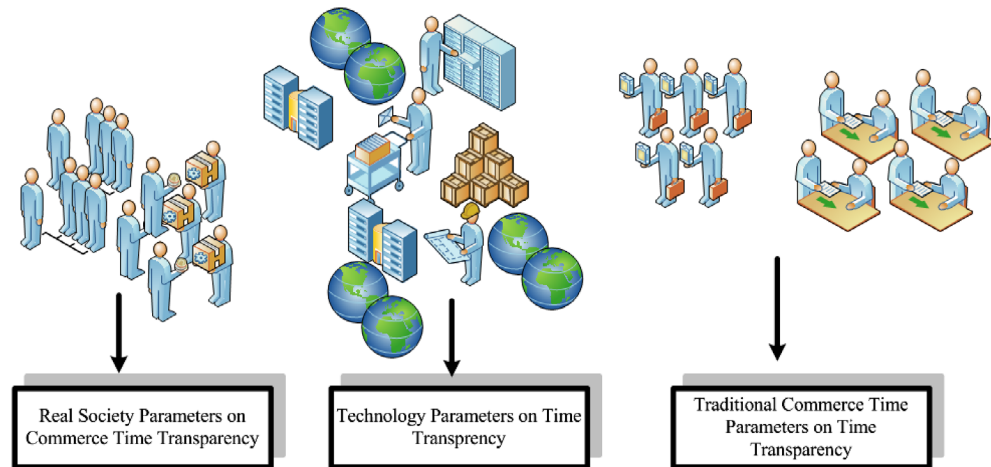 Real Society Parameters on
Commerce Time Transparency
Technology Parameters on Time
Transprency
Traditional Commerce Time
Parameters on Time
Transparency